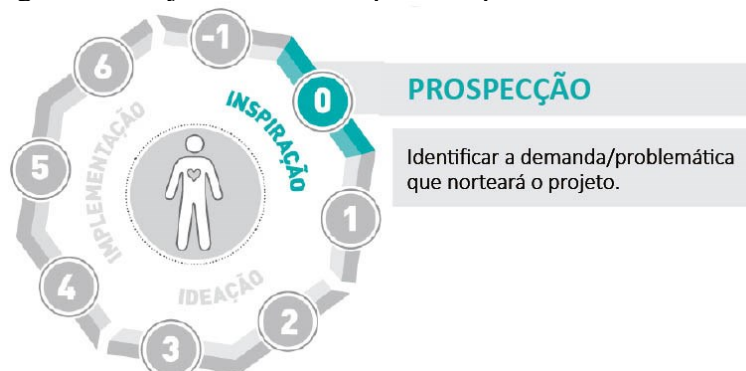 -1
0
1
2
3
4
5
6
INSPIRAÇÃO
IDEAÇÃO
IMPLEMENTAÇÃO
PROSPECÇÃO
Identificar a demanda/problemática
que norteará o projeto.